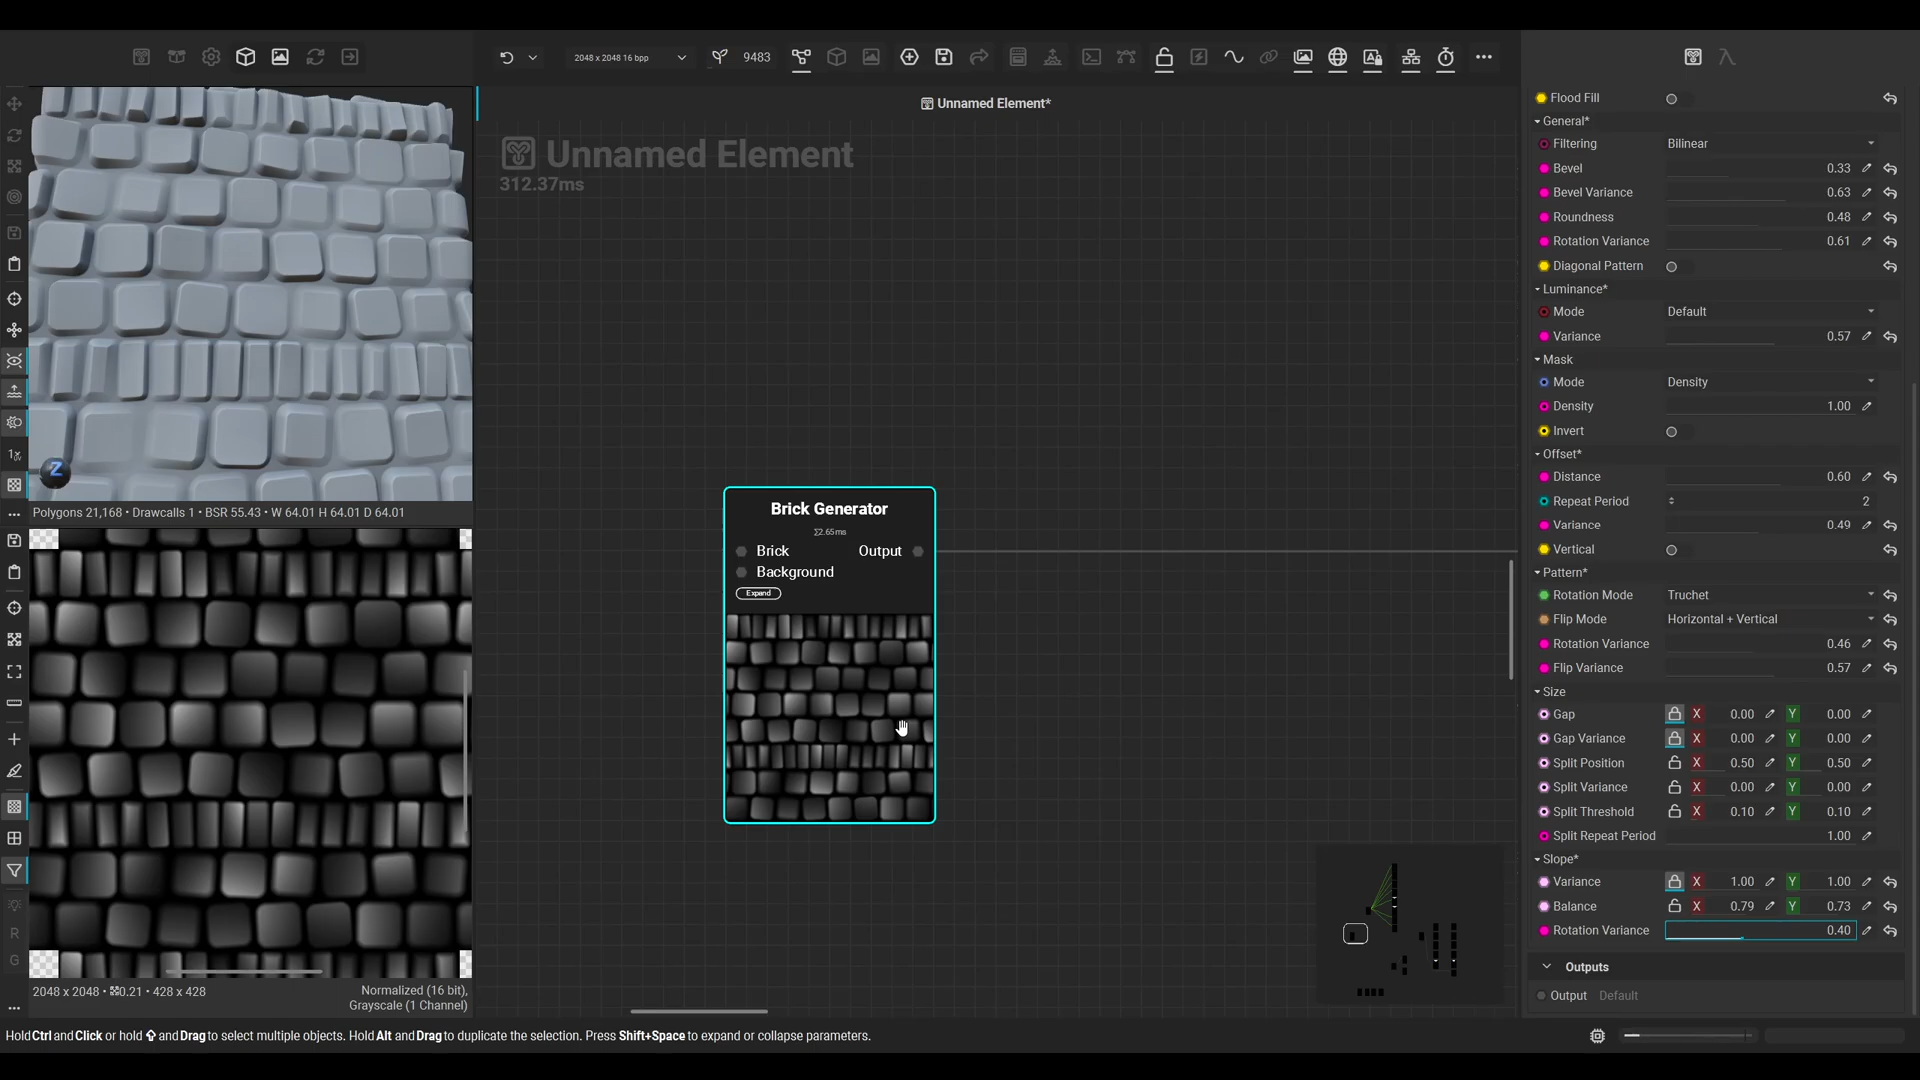 2048 x 2048 16 bpp
9483
Unnamed Element*
Unnamed Element
312.37ms
Z
Polygons 21,168 • Drawcalls 1 • BSR 55.43 • W 64.01 H 64.01 D 64.01
R
G
2048 x 2048 • 0.21 • 428 x 428
Normalized (16 bit),
Grayscale (1 Channel)
Brick Generator
Σ2.65ms
Brick Output
Background
Expand
Flood Fill
General*
Filtering Bilinear
Bevel 0.33
Bevel Variance 0.63
Roundness 0.48
Rotation Variance 0.61
Diagonal Pattern
Luminance*
Mode Default
Variance 0.57
Mask
Mode Density
Density 1.00
Invert
Offset*
Distance 0.60
Repeat Period 2
Variance 0.49
Vertical
Pattern*
Rotation Mode Truchet
Flip Mode Horizontal + Vertical
Rotation Variance 0.46
Flip Variance 0.57
Size
Gap X 0.00 Y 0.00
Gap Variance X 0.00 Y 0.00
Split Position X 0.50 Y 0.50
Split Variance X 0.00 Y 0.00
Split Threshold X 0.10 Y 0.10
Split Repeat Period 1.00
Slope*
Variance X 1.00 Y 1.00
Balance X 0.79 Y 0.73
Rotation Variance 0.40
Outputs
Output Default
Hold Ctrl and Click or hold and Drag to select multiple objects. Hold Alt and Drag to duplicate the selection. Press Shift+Space to expand or collapse parameters.